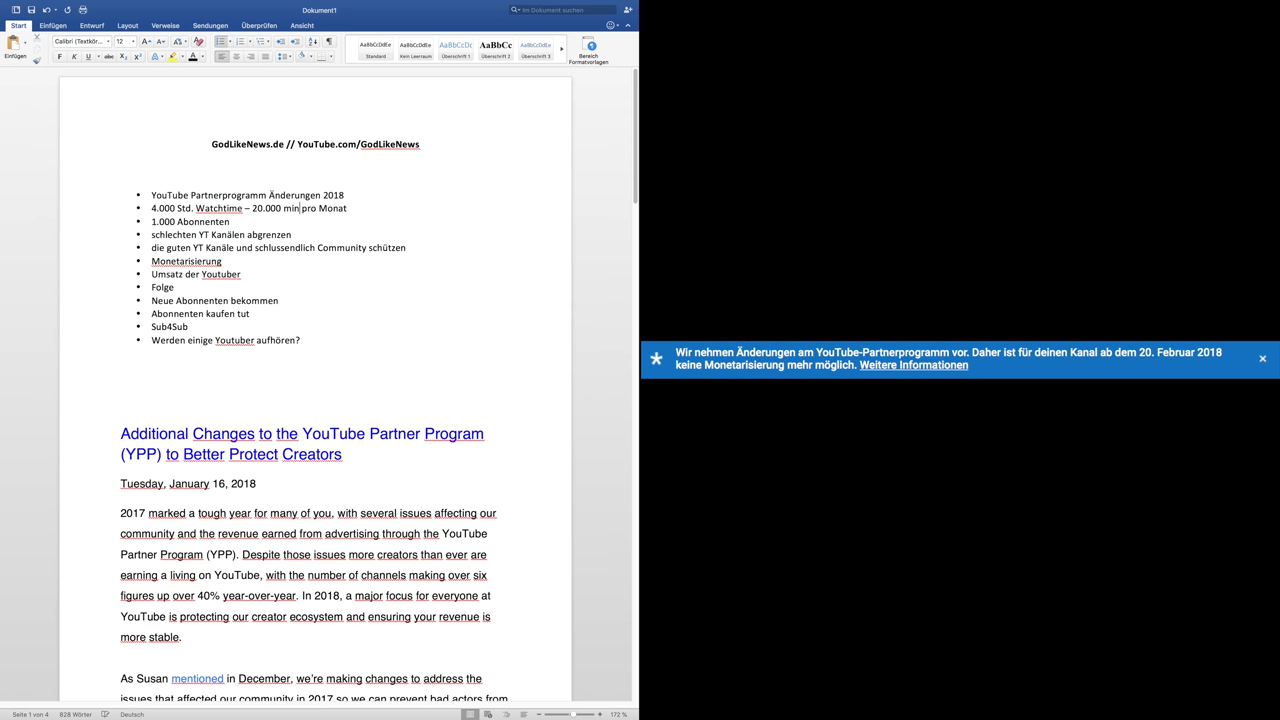 Dokument1
Im Dokument suchen
Start Einfügen Entwurf Layout Verweise Sendungen Überprüfen Ansicht
Einfügen
Calibri (Textkör... 12
AaBbCcDdEe AaBbCcDdEe AaBbCcDc AaBbCc AaBbCcDdEe
Standard Kein Leerraum Überschrift 1 Überschrift 2 Überschrift 3
Bereich
Formatvorlagen
GodLikeNews.de // YouTube.com/GodLikeNews
• YouTube Partnerprogramm Änderungen 2018
• 4.000 Std. Watchtime – 20.000 min pro Monat
• 1.000 Abonnenten
• schlechten YT Kanälen abgrenzen
• die guten YT Kanäle und schlussendlich Community schützen
• Monetarisierung
• Umsatz der Youtuber
• Folge
• Neue Abonnenten bekommen
• Abonnenten kaufen tut
• Sub4Sub
• Werden einige Youtuber aufhören?
Additional Changes to the YouTube Partner Program
(YPP) to Better Protect Creators
Tuesday, January 16, 2018
2017 marked a tough year for many of you, with several issues affecting our
community and the revenue earned from advertising through the YouTube
Partner Program (YPP). Despite those issues more creators than ever are
earning a living on YouTube, with the number of channels making over six
figures up over 40% year-over-year. In 2018, a major focus for everyone at
YouTube is protecting our creator ecosystem and ensuring your revenue is
more stable.
As Susan mentioned in December, we're making changes to address the
issues that affected our community in 2017 so we can prevent bad actors from
Seite 1 von 4 828 Wörter Deutsch 172 %
Wir nehmen Änderungen am YouTube-Partnerprogramm vor. Daher ist für deinen Kanal ab dem 20. Februar 2018
keine Monetarisierung mehr möglich. Weitere Informationen